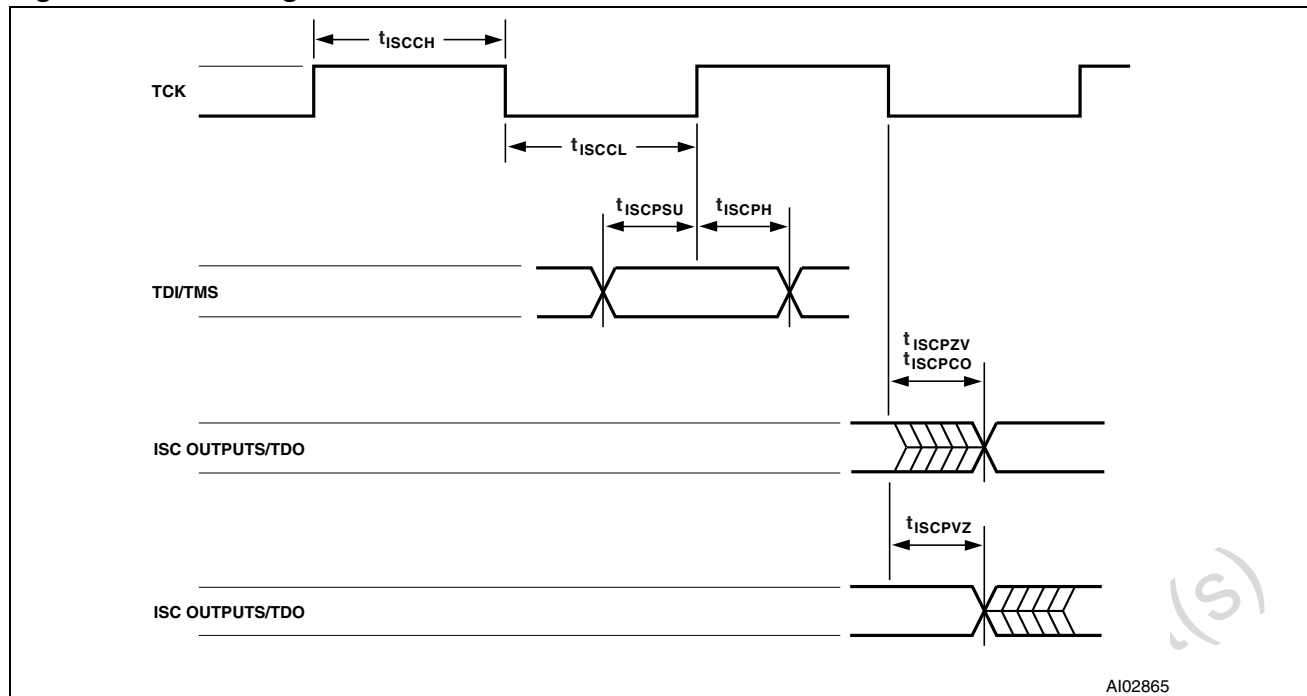 tISCCH
TCK
tISCCL
tISCPSU
tISCPH
TDI/TMS
tISCPZV
tISCPCO
ISC OUTPUTS/TDO
tISCPVZ
ISC OUTPUTS/TDO
(s)
AI02865